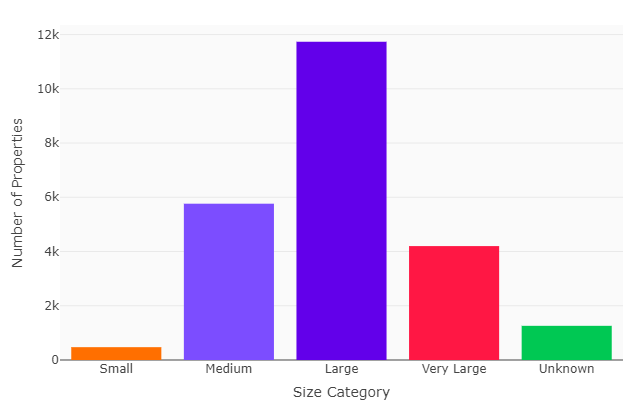 Number of Properties
12k
10k
8k
6k
4k
2k
0
Small Medium Large Very Large Unknown
Size Category